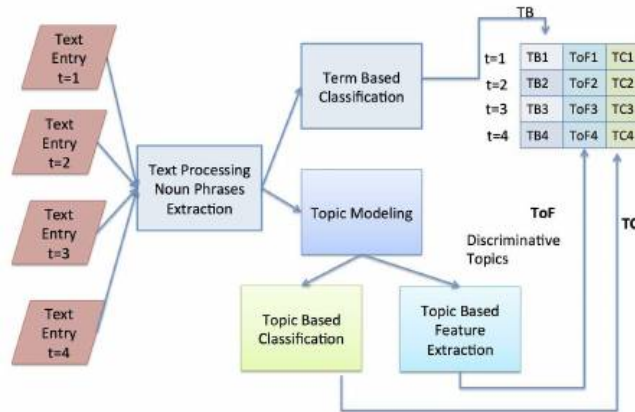 Text
Entry
t=1
Text
Entry
t=2
Text
Entry
t=3
Text
Entry
t=4
Text Processing
Noun Phrases
Extraction
Term Based
Classification
Topic Modeling
Topic Based
Classification
Topic Based
Feature
Extraction
TB
t=1 TB1 ToF1 TC1
t=2 TB2 ToF2 TC2
t=3 TB3 ToF3 TC3
t=4 TB4 ToF4 TC4
ToF
Discriminative
Topics
TC